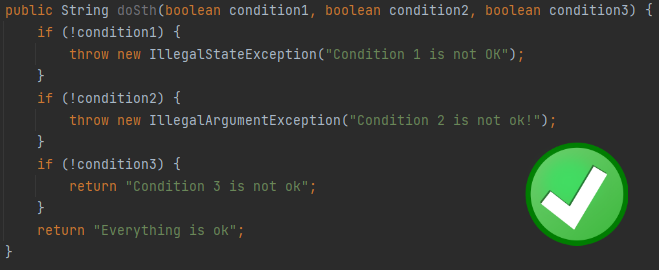 public String doSth(boolean condition1, boolean condition2, boolean condition3) {
    if (!condition1) {
        throw new IllegalStateException("Condition 1 is not OK");
    }
    if (!condition2) {
        throw new IllegalArgumentException("Condition 2 is not ok!");
    }
    if (!condition3) {
        return "Condition 3 is not ok";
    }
    return "Everything is ok";
}